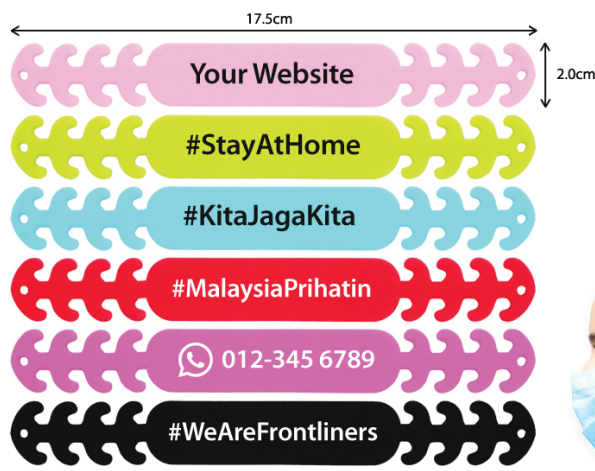 17.5cm
Your Website
2.0cm
#StayAtHome
#KitaJagaKita
#MalaysiaPrihatin
012-345 6789
#WeAreFrontliners